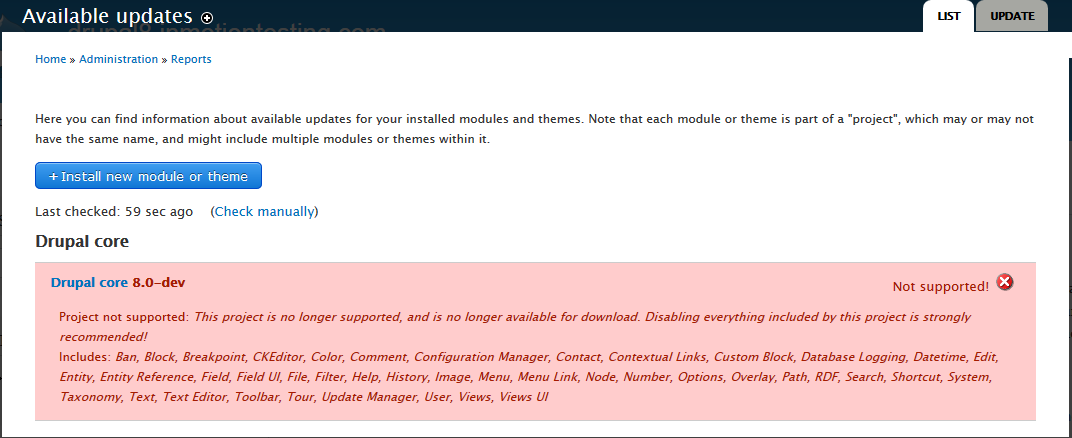 Available updates
drupal8.inmotiontesting.com
LIST
UPDATE
Home » Administration » Reports
Here you can find information about available updates for your installed modules and themes. Note that each module or theme is part of a "project", which may or may not
have the same name, and might include multiple modules or themes within it.
+ Install new module or theme
Last checked: 59 sec ago (Check manually)
Drupal core
Drupal core 8.0-dev
Not supported!
Project not supported: This project is no longer supported, and is no longer available for download. Disabling everything included by this project is strongly
recommended!
Includes: Ban, Block, Breakpoint, CKEditor, Color, Comment, Configuration Manager, Contact, Contextual Links, Custom Block, Database Logging, Datetime, Edit,
Entity, Entity Reference, Field, Field UI, File, Filter, Help, History, Image, Menu, Menu Link, Node, Number, Options, Overlay, Path, RDF, Search, Shortcut, System,
Taxonomy, Text, Text Editor, Toolbar, Tour, Update Manager, User, Views, Views UI